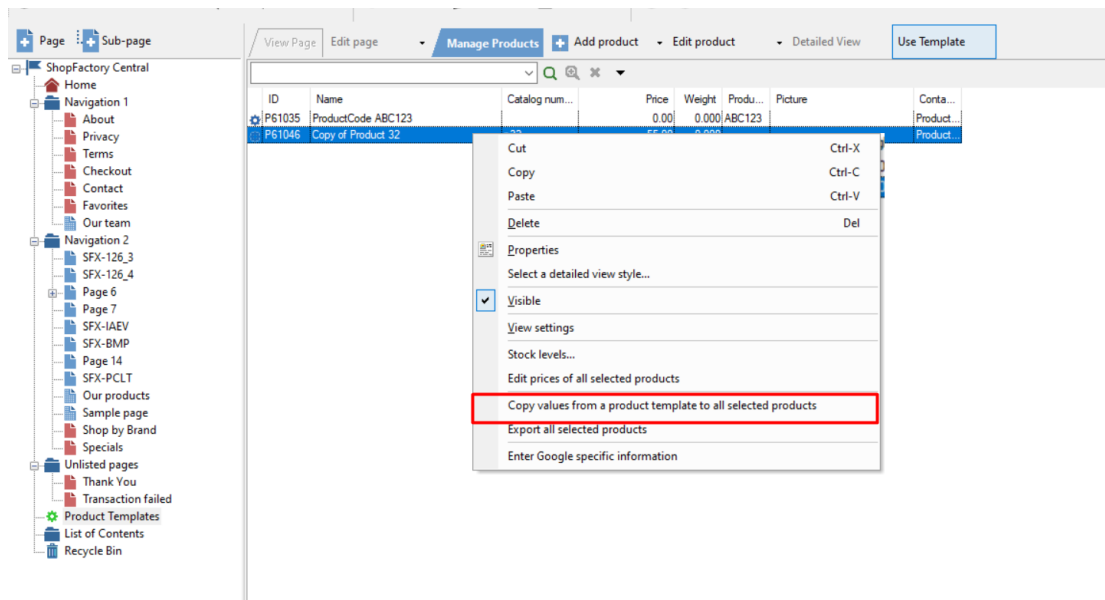 Page
Sub-page
View Page
Edit page
Manage Products
Add product
Edit product
Detailed View
Use Template
ShopFactory Central
Home
Navigation 1
About
Privacy
Terms
Checkout
Contact
Favorites
Our team
Navigation 2
SFX-126_3
SFX-126_4
Page 6
Page 7
SFX-IAEV
SFX-BMP
Page 14
SFX-PCLT
Our products
Sample page
Shop by Brand
Specials
Unlisted pages
Thank You
Transaction failed
Product Templates
List of Contents
Recycle Bin
ID Name Catalog num... Price Weight Produ... Picture Conta...
P61035 ProductCode ABC123 0.00 0.000 ABC123 Product...
P61046 Copy of Product 32 Product...
Cut Ctrl-X
Copy Ctrl-C
Paste Ctrl-V
Delete Del
Properties
Select a detailed view style...
Visible
View settings
Stock levels...
Edit prices of all selected products
Copy values from a product template to all selected products
Export all selected products
Enter Google specific information